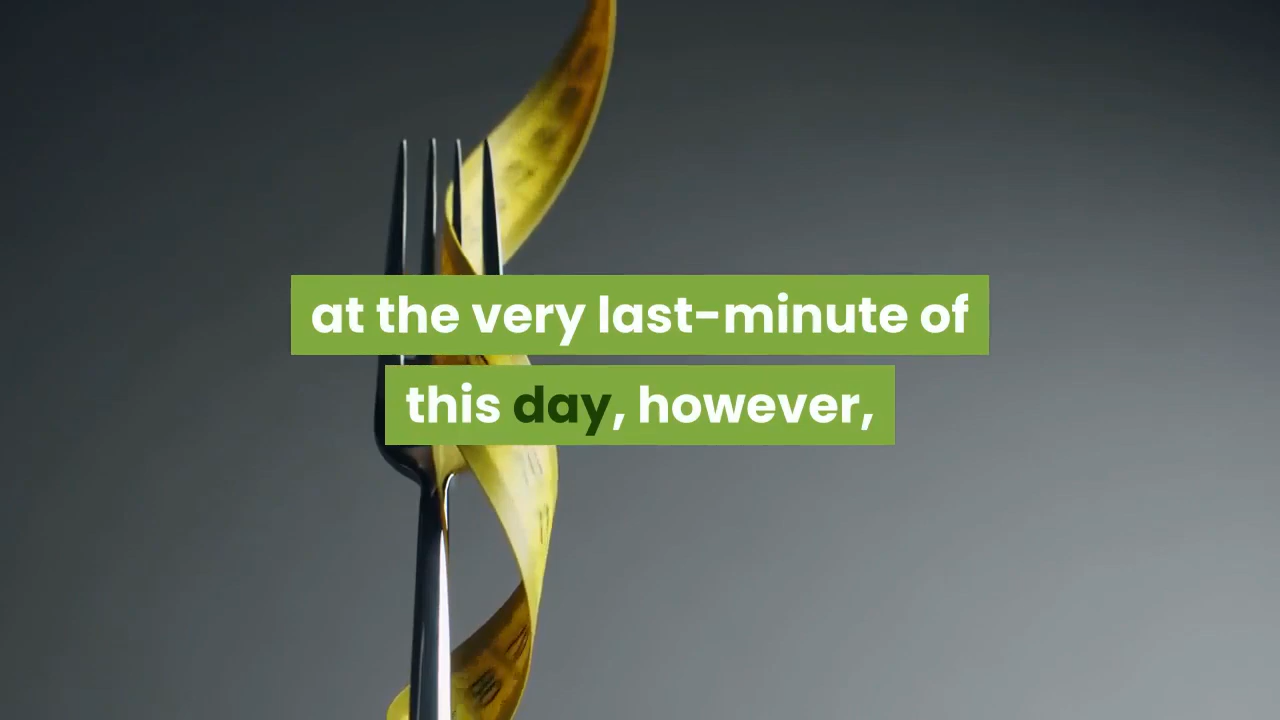 at the very last-minute of
this day, however,